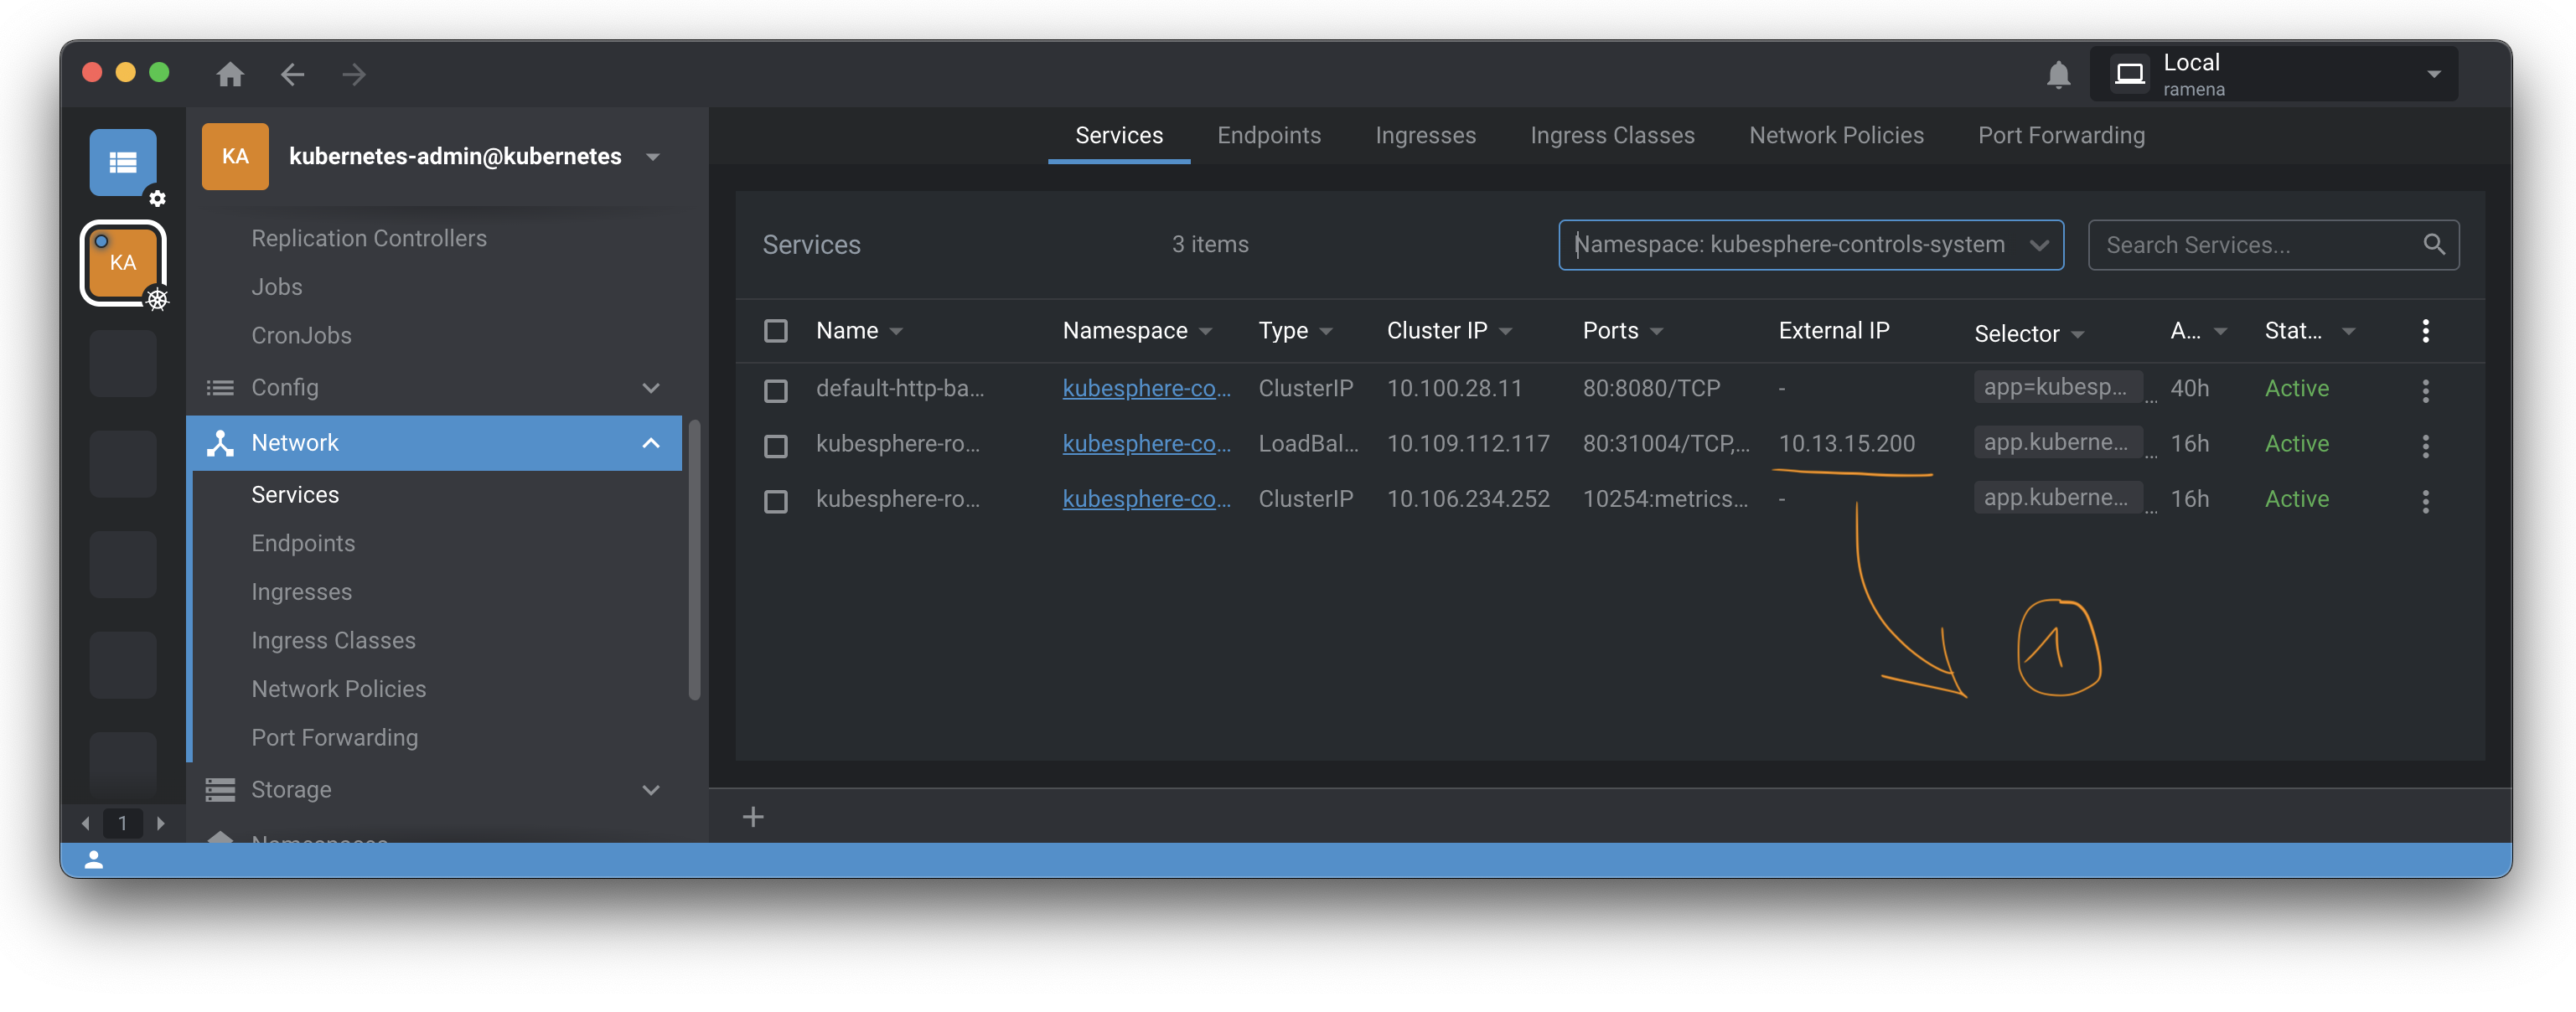 Local
ramena
KA
kubernetes-admin@kubernetes
KA
Replication Controllers
Jobs
CronJobs
Config
Network
Services
Endpoints
Ingresses
Ingress Classes
Network Policies
Port Forwarding
Storage
Namespaces
1
Services Endpoints Ingresses Ingress Classes Network Policies Port Forwarding
Services 3 items Namespace: kubesphere-controls-system Search Services...
Name Namespace Type Cluster IP Ports External IP Selector A... Stat...
default-http-ba... kubesphere-co... ClusterIP 10.100.28.11 80:8080/TCP - app=kubesp... ... 40h Active
kubesphere-ro... kubesphere-co... LoadBal... 10.109.112.117 80:31004/TCP,... 10.13.15.200 app.kuberne... ... 16h Active
kubesphere-ro... kubesphere-co... ClusterIP 10.106.234.252 10254:metrics... - app.kuberne... ... 16h Active
1
+